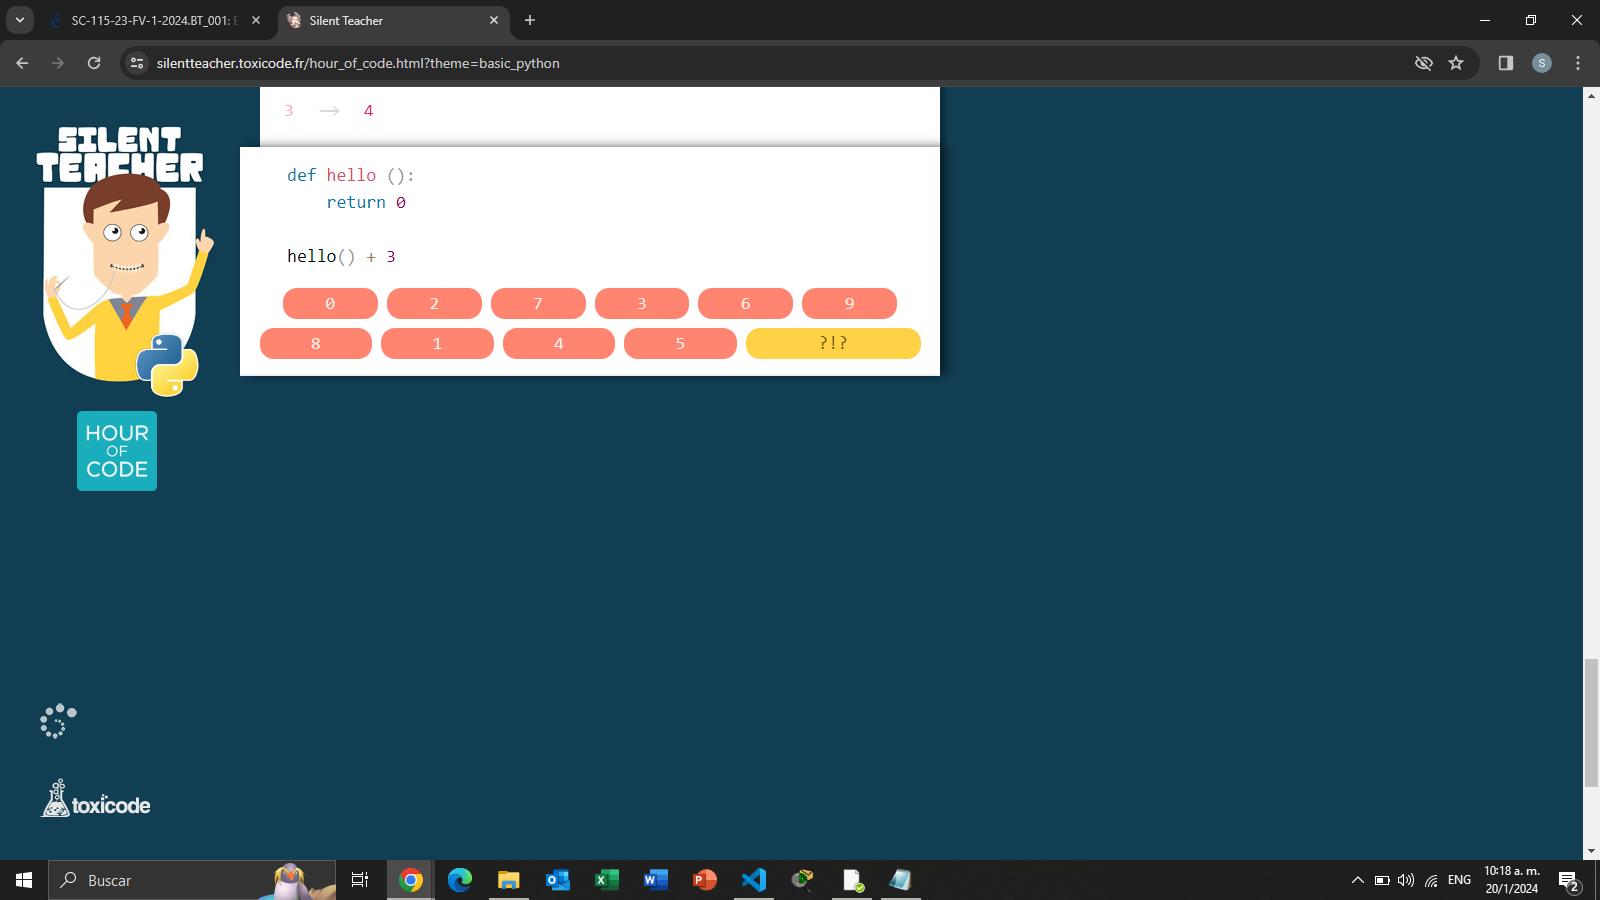 SC-115-23-FV-1-2024.BT_001: E
Silent Teacher
silentteacher.toxicode.fr/hour_of_code.html?theme=basic_python
S
3 → 4
SILENT
TEACHER
def hello ():
return 0
hello() + 3
0 2 7 3 6 9
8 1 4 5 ?!?
HOUR
OF
CODE
toxicode
Buscar
ENG
10:18 a. m.
20/1/2024
2